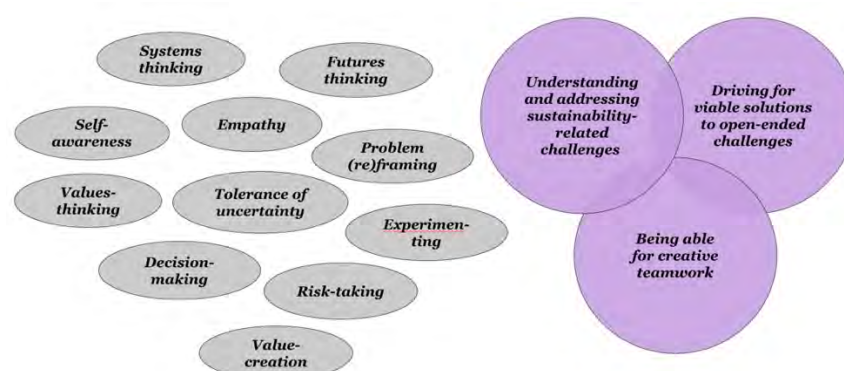 Systems
thinking
Futures
thinking
Self-
awareness
Empathy
Problem
(re)framing
Values-
thinking
Tolerance of
uncertainty
Experimen-
ting
Decision-
making
Risk-taking
Value-
creation
Understanding
and addressing
sustainability-
related
challenges
Driving for
viable solutions
to open-ended
challenges
Being able
for creative
teamwork